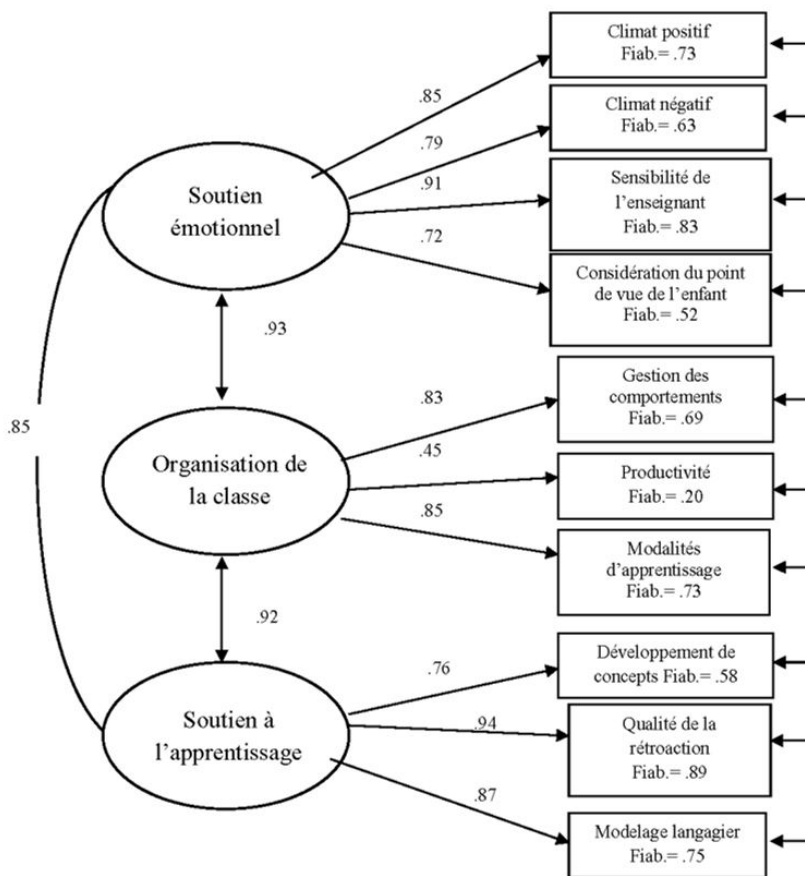 Climat positif
Fiab.= .73
.85
Climat négatif
Fiab.= .63
.79
Soutien
émotionnel
.91
Sensibilité de
l'enseignant
Fiab.= .83
.72
Considération du point
de vue de l'enfant
Fiab.= .52
.93
.85
Gestion des
comportements
Fiab.= .69
.83
Organisation de
la classe
.45
Productivité
Fiab.= .20
.85
Modalités
d'apprentissage
Fiab.= .73
.92
Développement de
concepts Fiab.= .58
.76
Soutien à
l'apprentissage
.94
Qualité de la
rétroaction
Fiab.= .89
.87
Modelage langagier
Fiab.= .75